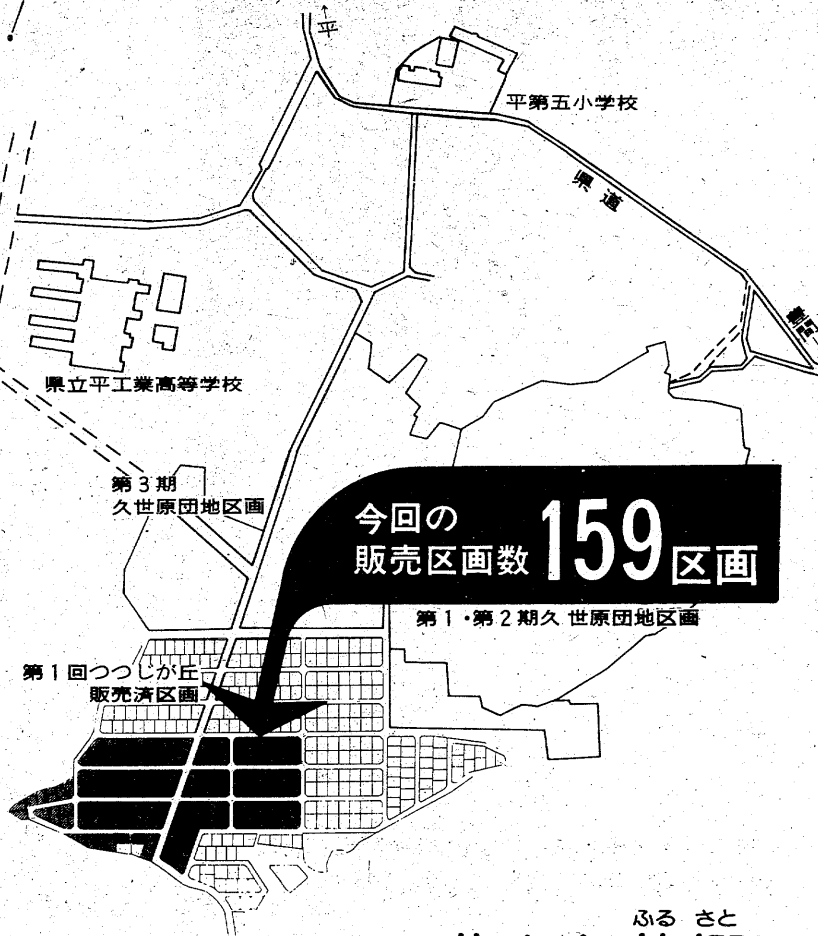 ↑平
平第五小学校
県道
県立平工業高等学校
第3期
久世原団地区画
今回の
販売区画数 159 区画
第1・第2期久世原団地区画
第1回つつじが丘
販売済区画
ふる さと